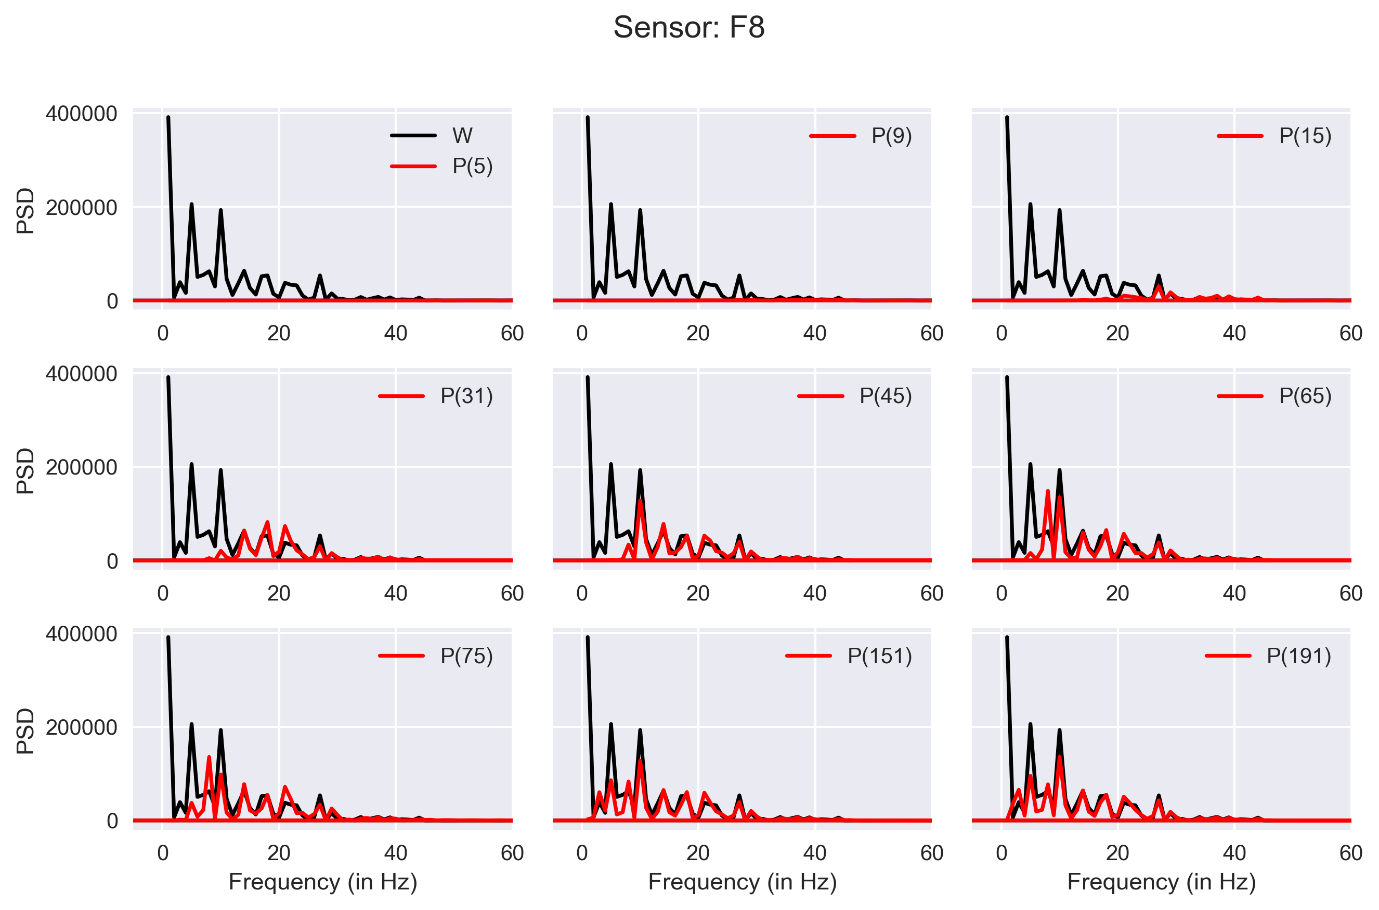 Sensor: F8
400000
200000
0
PSD
W
P(5)
0 20 40 60
P(9)
0 20 40 60
P(15)
0 20 40 60
400000
200000
0
PSD
P(31)
0 20 40 60
P(45)
0 20 40 60
P(65)
0 20 40 60
400000
200000
0
PSD
P(75)
0 20 40 60
Frequency (in Hz)
P(151)
0 20 40 60
Frequency (in Hz)
P(191)
0 20 40 60
Frequency (in Hz)